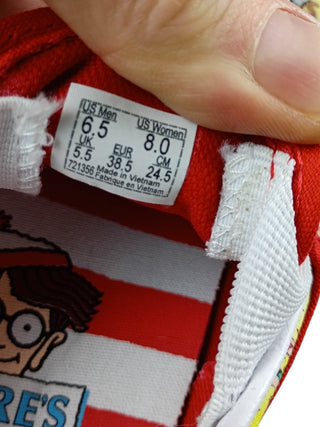 US Men US Women
6.5 8.0
UK EUR CM
5.5 38.5 24.5
721356 Made in Vietnam
Fabriqué en Vietnam
RE'S